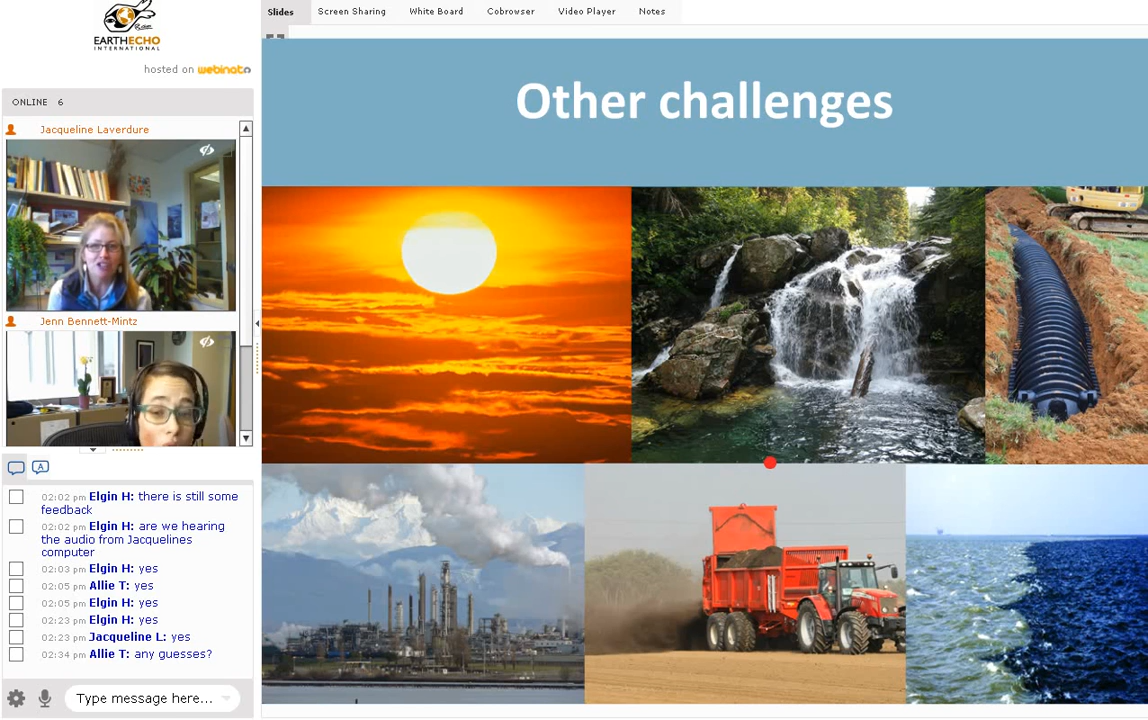 EARTHECHO
INTERNATIONAL
hosted on webinato
ONLINE 6
Jacqueline Laverdure
Jenn Bennett-Mintz
02:02 pm Elgin H: there is still some
feedback
02:02 pm Elgin H: are we hearing
the audio from Jacquelines
computer
02:03 pm Elgin H: yes
02:05 pm Allie T: yes
02:05 pm Elgin H: yes
02:23 pm Elgin H: yes
02:23 pm Jacqueline L: yes
02:34 pm Allie T: any guesses?
Type message here...
Slides Screen Sharing White Board Cobrowser Video Player Notes
Other challenges